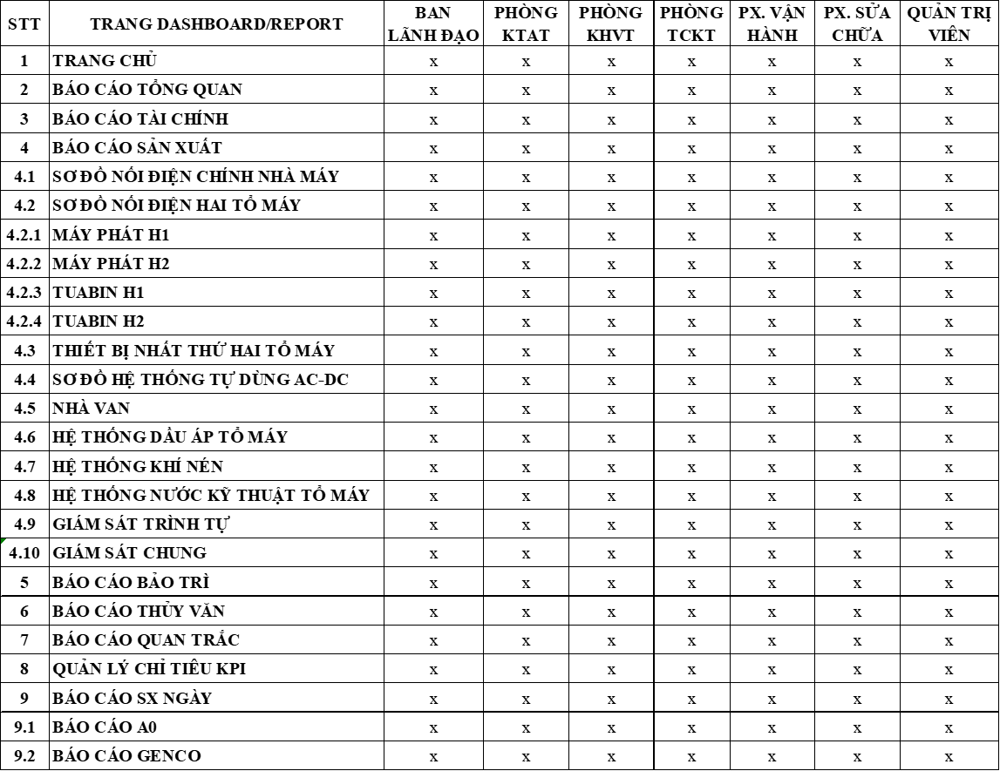 STT TRANG DASHBOARD/REPORT BAN LÃNH ĐẠO PHÒNG KTAT PHÒNG KHVT PHÒNG TCKT PX. VẬN HÀNH PX. SỬA CHỮA QUẢN TRỊ VIÊN
1 TRANG CHỦ x x x x x x x
2 BÁO CÁO TỔNG QUAN x x x x x x x
3 BÁO CÁO TÀI CHÍNH x x x x x x x
4 BÁO CÁO SẢN XUẤT x x x x x x x
4.1 SƠ ĐỒ NỐI ĐIỆN CHÍNH NHÀ MÁY x x x x x x x
4.2 SƠ ĐỒ NỐI ĐIỆN HAI TỔ MÁY x x x x x x x
4.2.1 MÁY PHÁT H1 x x x x x x x
4.2.2 MÁY PHÁT H2 x x x x x x x
4.2.3 TUABIN H1 x x x x x x x
4.2.4 TUABIN H2 x x x x x x x
4.3 THIẾT BỊ NHẤT THỨ HAI TỔ MÁY x x x x x x x
4.4 SƠ ĐỒ HỆ THỐNG TỰ DÙNG AC-DC x x x x x x x
4.5 NHÀ VAN x x x x x x x
4.6 HỆ THỐNG DẦU ÁP TỔ MÁY x x x x x x x
4.7 HỆ THỐNG KHÍ NÉN x x x x x x x
4.8 HỆ THỐNG NƯỚC KỸ THUẬT TỔ MÁY x x x x x x x
4.9 GIÁM SÁT TRÌNH TỰ x x x x x x x
4.10 GIÁM SÁT CHUNG x x x x x x x
5 BÁO CÁO BẢO TRÌ x x x x x x x
6 BÁO CÁO THỦY VĂN x x x x x x x
7 BÁO CÁO QUAN TRẮC x x x x x x x
8 QUẢN LÝ CHỈ TIÊU KPI x x x x x x x
9 BÁO CÁO SX NGÀY x x x x x x x
9.1 BÁO CÁO A0 x x x x x x x
9.2 BÁO CÁO GENCO x x x x x x x